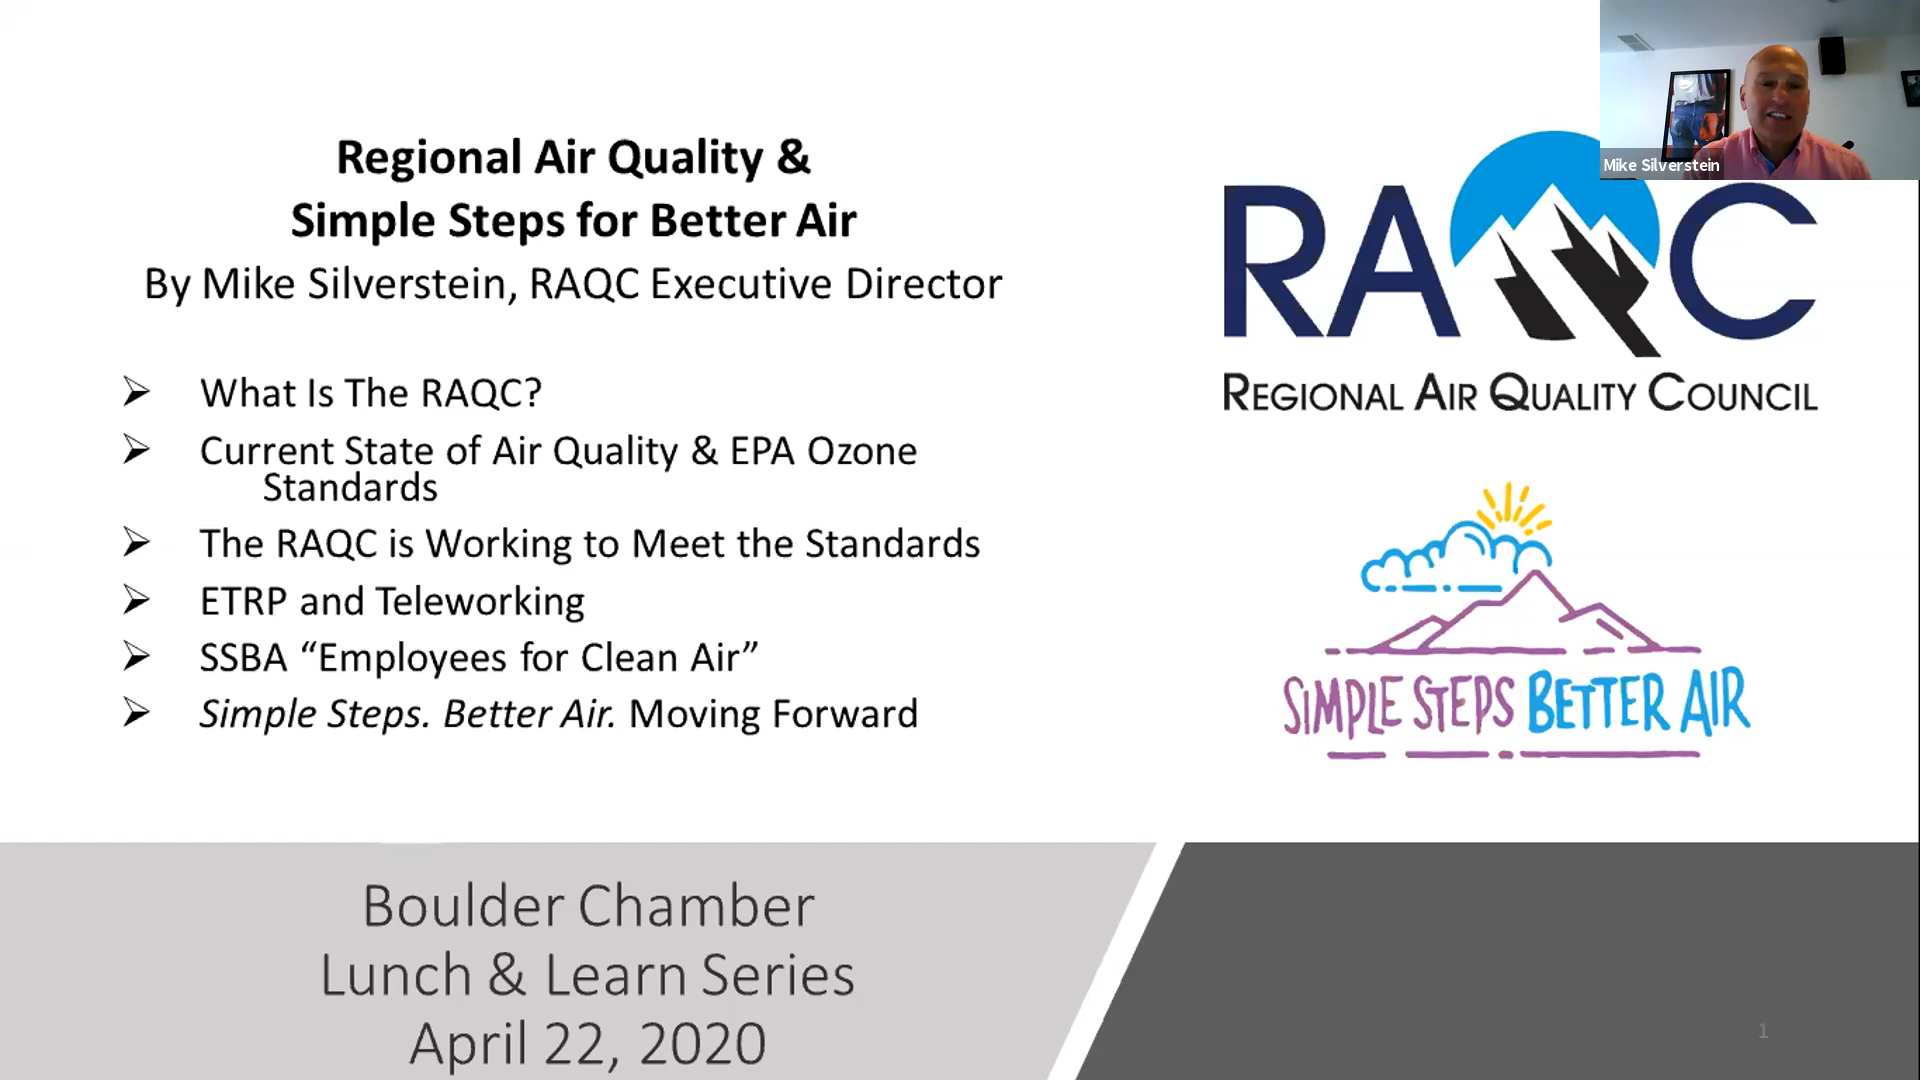 Regional Air Quality &
Simple Steps for Better Air
By Mike Silverstein, RAQC Executive Director
What Is The RAQC?
Current State of Air Quality & EPA Ozone
Standards
The RAQC is Working to Meet the Standards
ETRP and Teleworking
SSBA “Employees for Clean Air”
Simple Steps. Better Air. Moving Forward
Mike Silverstein
RAQC
REGIONAL AIR QUALITY COUNCIL
SIMPLE STEPS BETTER AIR
Boulder Chamber
Lunch & Learn Series
April 22, 2020
1